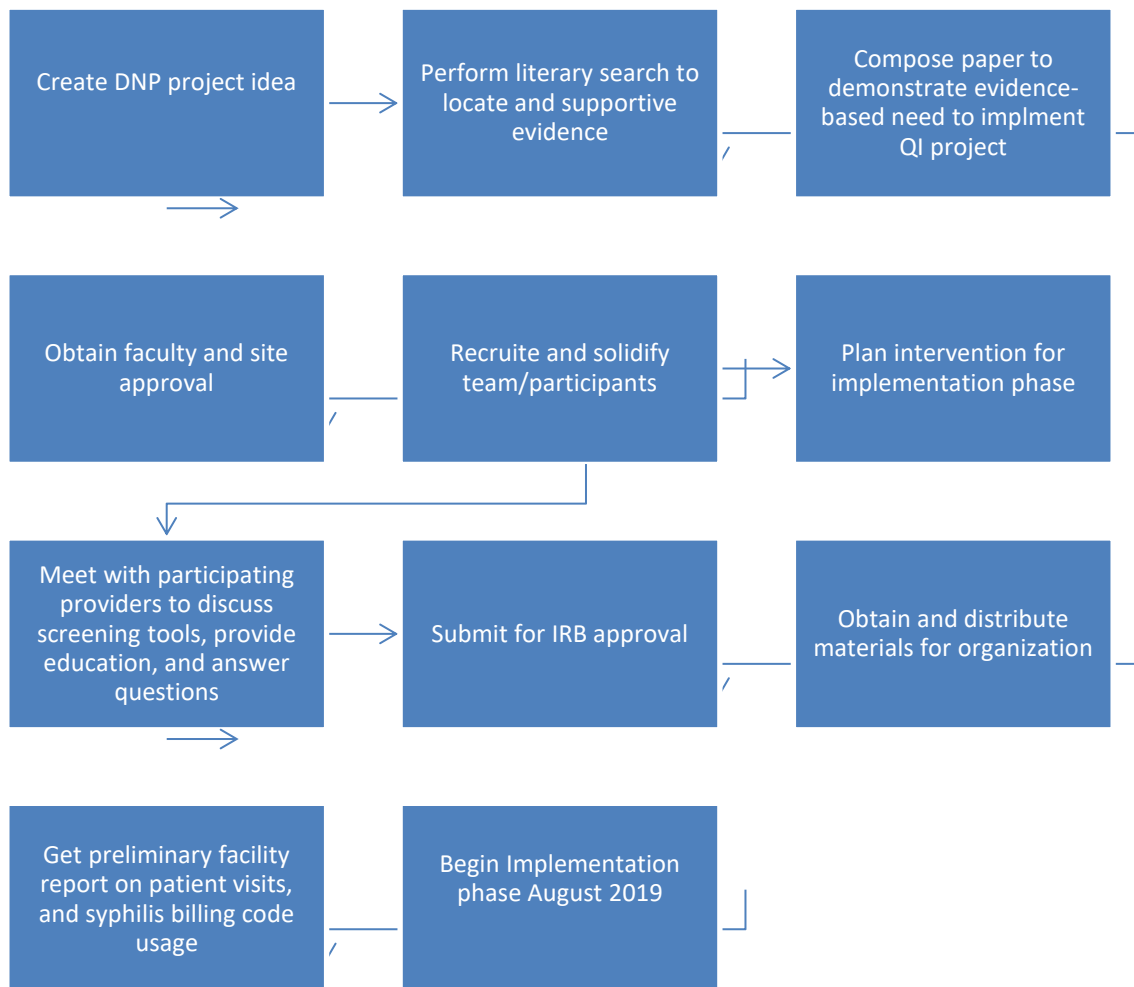 Create DNP project idea
Perform literary search to
locate and supportive
evidence
Compose paper to
demonstrate evidence-
based need to implment
QI project
Obtain faculty and site
approval
Recruite and solidify
team/participants
Plan intervention for
implementation phase
Meet with participating
providers to discuss
screening tools, provide
education, and answer
questions
Submit for IRB approval
Obtain and distribute
materials for organization
Get preliminary facility
report on patient visits,
and syphilis billing code
usage
Begin Implementation
phase August 2019